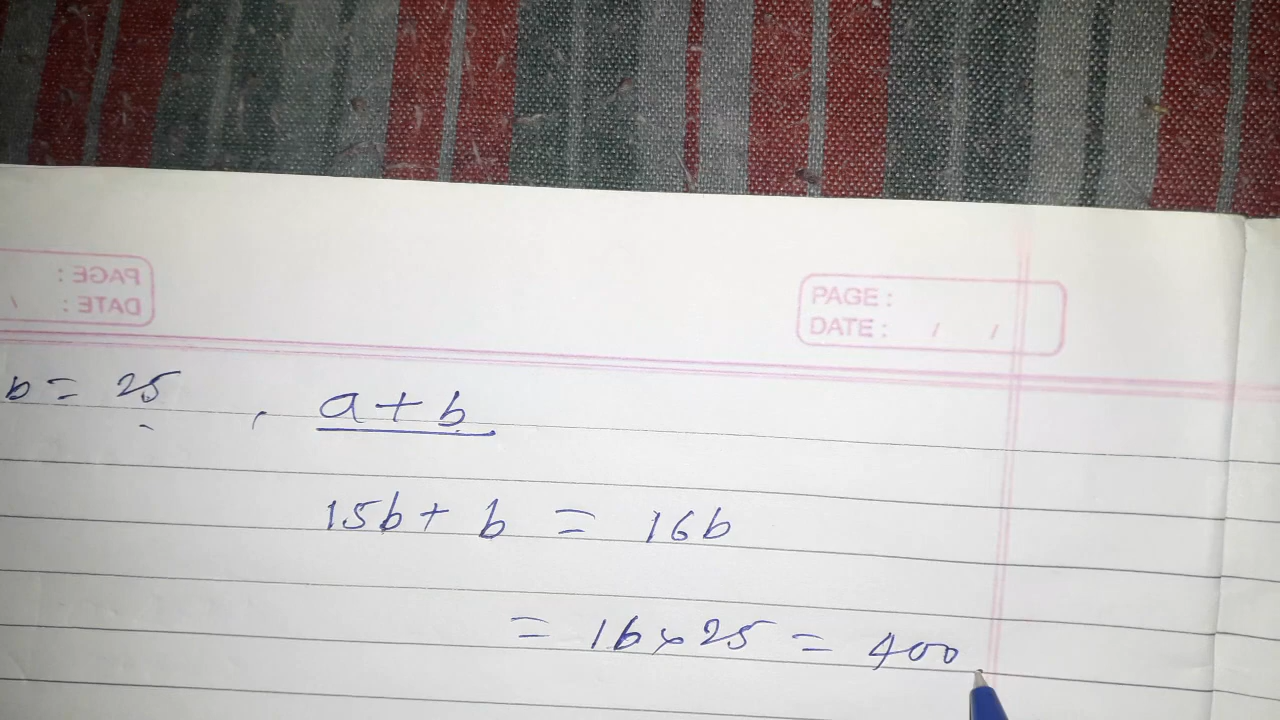 PAGE :
DATE : / /
PAGE :
DATE : / /
b = 25 , a + b
15b + b = 16b
= 16 × 25 = 400